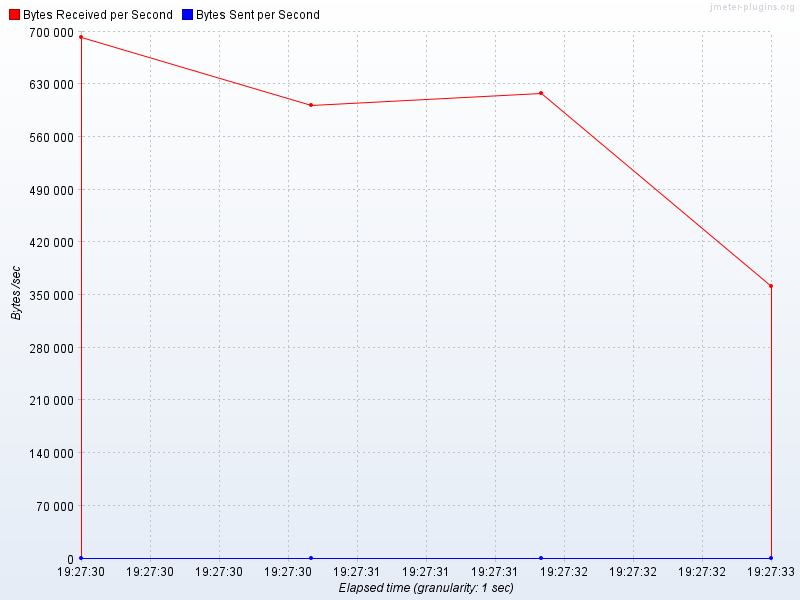 jmeter-plugins.org
Bytes Received per Second Bytes Sent per Second
700 000
630 000
560 000
490 000
420 000
350 000
280 000
210 000
140 000
70 000
0
Bytes /sec
19:27:30 19:27:30 19:27:30 19:27:30 19:27:31 19:27:31 19:27:31 19:27:32 19:27:32 19:27:32 19:27:33
Elapsed time (granularity: 1 sec)